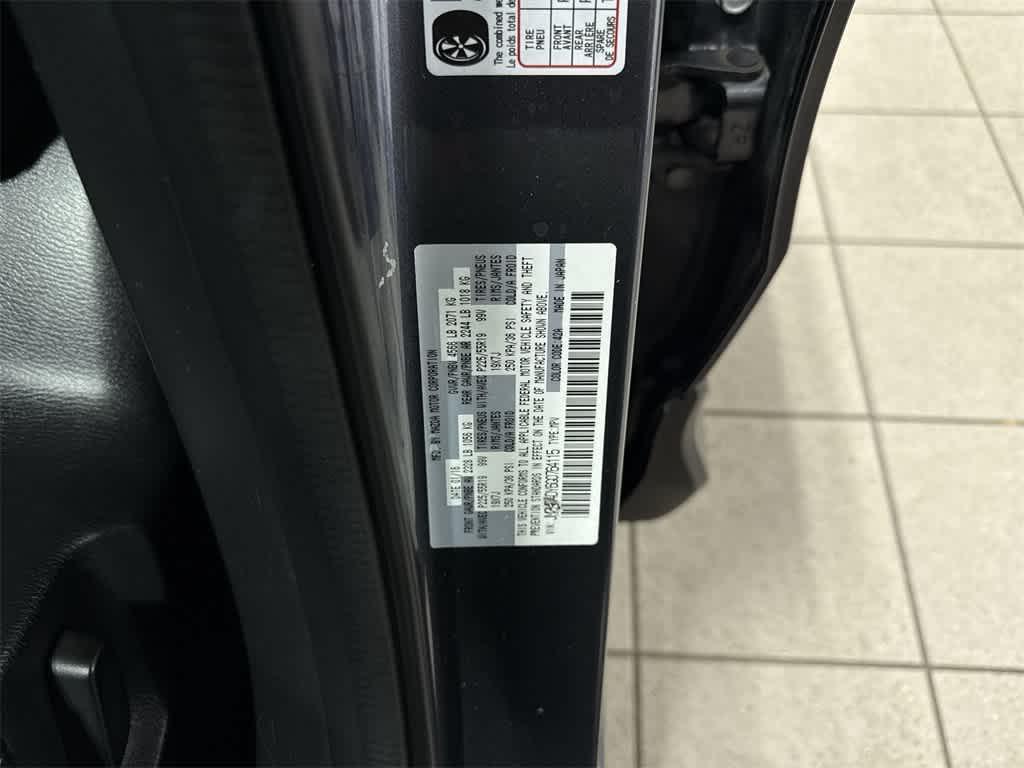 The combined we
Le poids total de
TIRE
PNEU
FRONT
AVANT
REAR
ARRIÈRE
SPARE
DE SECOURS
MFD. BY MAZDA MOTOR CORPORATION
DATE 01/16 GVWR/PNBV 4566 LB 2071 KG
FRONT GAWR/PNBE AV 2328 LB 1056 KG REAR GAWR/PNBE AR 2244 LB 1018 KG
WITH/AVEC P225/55R19 99V TIRES/PNEUS WITH/AVEC P225/55R19 99V TIRES/PNEUS
19X7J RIMS/JANTES 19X7J RIMS/JANTES
250 KPA/36 PSI COLD/A FROID 250 KPA/36 PSI COLD/A FROID
THIS VEHICLE CONFORMS TO ALL APPLICABLE FEDERAL MOTOR VEHICLE SAFETY AND THEFT
PREVENTION STANDARDS IN EFFECT ON THE DATE OF MANUFACTURE SHOWN ABOVE.
VIN: TYPE:MPV COLOR CODE:42A MADE IN JAPAN